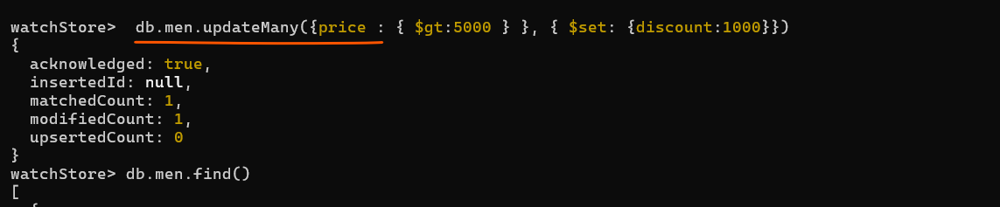 watchStore>  db.men.updateMany({price : { $gt:5000 } }, { $set: {discount:1000}})
{
  acknowledged: true,
  insertedId: null,
  matchedCount: 1,
  modifiedCount: 1,
  upsertedCount: 0
}
watchStore> db.men.find()
[